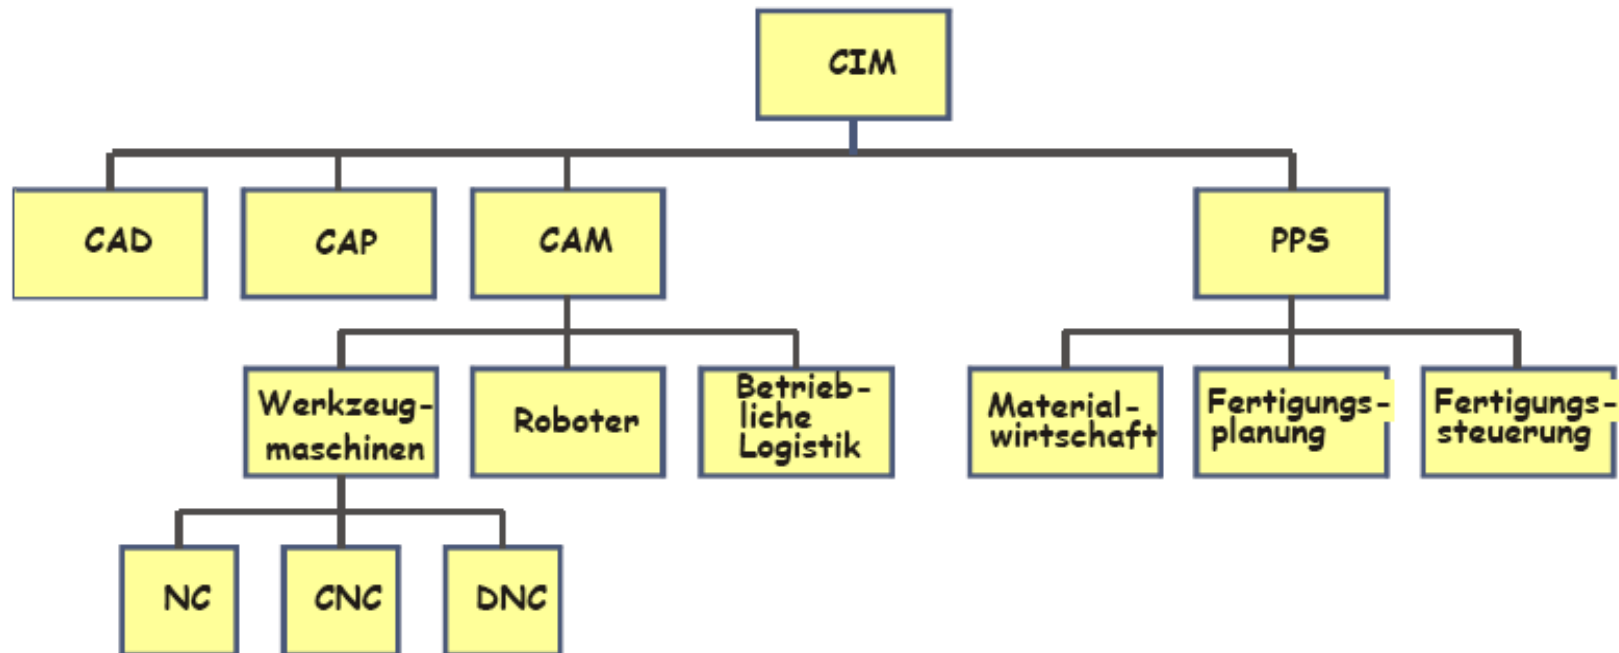 CIM
CAD
CAP
CAM
PPS
Werkzeug-
maschinen
Roboter
Betrieb-
liche
Logistik
Material-
wirtschaft
Fertigungs-
planung
Fertigungs-
steuerung
NC
CNC
DNC